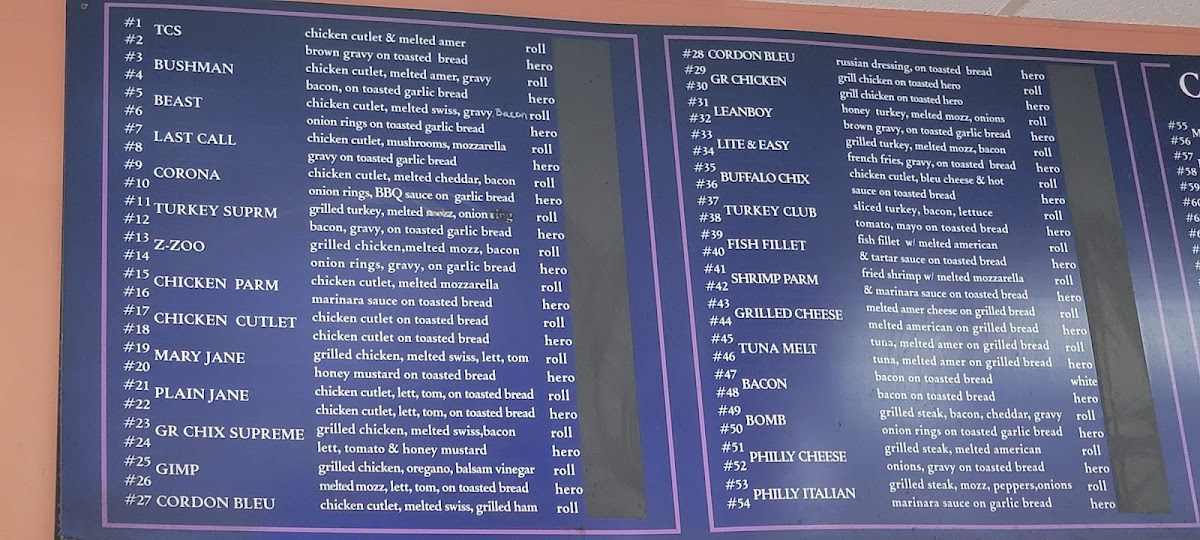 #1 TCS chicken cutlet & melted amer roll
#2 brown gravy on toasted bread hero
#3 BUSHMAN chicken cutlet, melted amer, gravy roll
#4 bacon, on toasted garlic bread hero
#5 BEAST chicken cutlet, melted swiss, gravy Bacon roll
#6 onion rings on toasted garlic bread hero
#7 LAST CALL chicken cutlet, mushrooms, mozzarella roll
#8 gravy on toasted garlic bread hero
#9 CORONA chicken cutlet, melted cheddar, bacon roll
#10 onion rings, BBQ sauce on garlic bread hero
#11 TURKEY SUPRM grilled turkey, melted onion roll
#12 bacon, gravy, on toasted garlic bread hero
#13 Z-ZOO grilled chicken,melted mozz, bacon roll
#14 onion rings, gravy, on garlic bread hero
#15 CHICKEN PARM chicken cutlet, melted mozzarella roll
#16 marinara sauce on toasted bread hero
#17 CHICKEN CUTLET chicken cutlet on toasted bread roll
#18 chicken cutlet on toasted bread hero
#19 MARY JANE grilled chicken, melted swiss, lett, tom roll
#20 honey mustard on toasted bread hero
#21 PLAIN JANE chicken cutlet, lett, tom, on toasted bread roll
#22 chicken cutlet, lett, tom, on toasted bread hero
#23 GR CHIX SUPREME grilled chicken, melted swiss,bacon roll
#24 lett, tomato & honey mustard hero
#25 GIMP grilled chicken, oregano, balsam vinegar roll
#26 melted mozz, lett, tom, on toasted bread hero
#27 CORDON BLEU chicken cutlet, melted swiss, grilled ham roll
#28 CORDON BLEU russian dressing, on toasted bread hero
#29 GR CHICKEN grill chicken on toasted hero roll
#30 grill chicken on toasted hero hero
#31 LEANBOY honey turkey, melted mozz, onions roll
#32 brown gravy, on toasted garlic bread hero
#33 LITE & EASY grilled turkey, melted mozz, bacon roll
#34 french fries, gravy, on toasted bread hero
#35 BUFFALO CHIX chicken cutlet, bleu cheese & hot roll
#36 sauce on toasted bread hero
#37 TURKEY CLUB sliced turkey, bacon, lettuce roll
#38 tomato, mayo on toasted bread hero
#39 FISH FILLET fish fillet w/ melted american roll
#40 & tartar sauce on toasted bread hero
#41 SHRIMP PARM fried shrimp w/ melted mozzarella roll
#42 & marinara sauce on toasted bread hero
#43 GRILLED CHEESE melted amer cheese on grilled bread roll
#44 melted american on grilled bread hero
#45 TUNA MELT tuna, melted amer on grilled bread roll
#46 tuna, melted amer on grilled bread hero
#47 BACON bacon on toasted bread white
#48 bacon on toasted bread hero
#49 BOMB grilled steak, bacon, cheddar, gravy roll
#50 onion rings on toasted garlic bread hero
#51 PHILLY CHEESE grilled steak, melted american roll
#52 onions, gravy on toasted bread hero
#53 PHILLY ITALIAN grilled steak, mozz, peppers,onions roll
#54 marinara sauce on garlic bread hero
C
#55
#56
#57
#58
#59